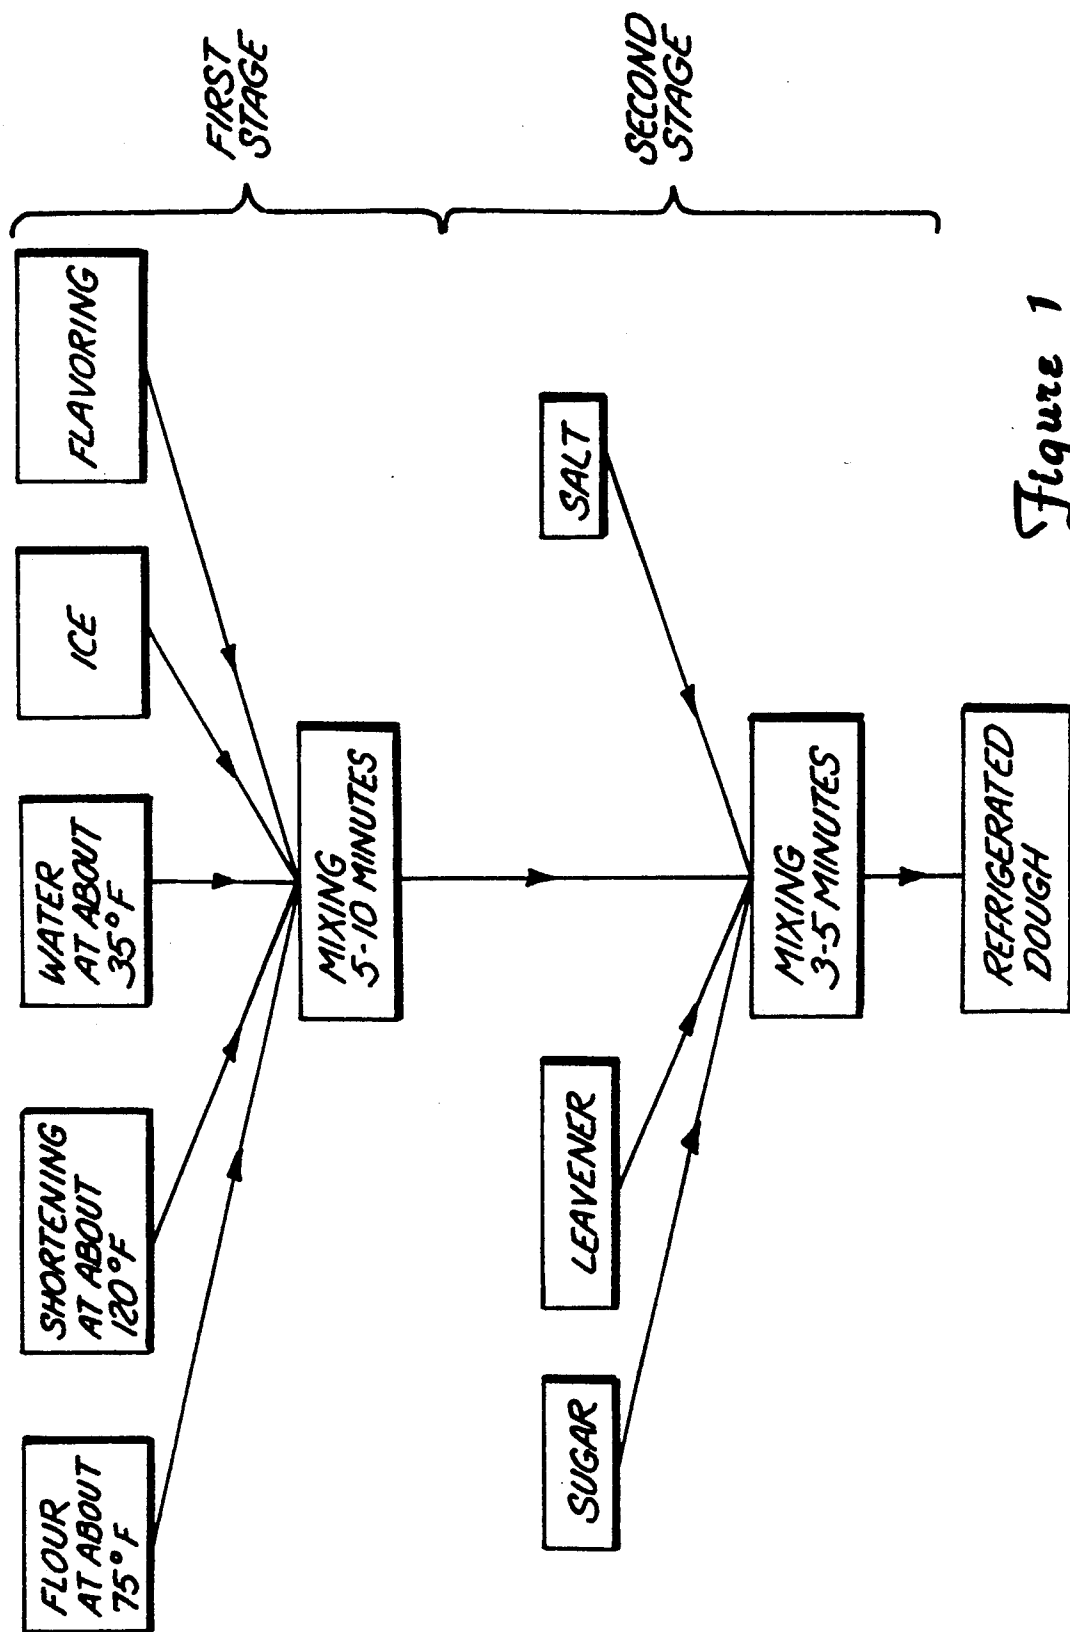 FLOUR
AT ABOUT
75°F
SHORTENING
AT ABOUT
120°F
WATER
AT ABOUT
35°F
ICE
FLAVORING
FIRST
STAGE
MIXING
5-10 MINUTES
SUGAR
LEAVENER
SALT
SECOND
STAGE
MIXING
3-5 MINUTES
REFRIGERATED
DOUGH
Figure 1